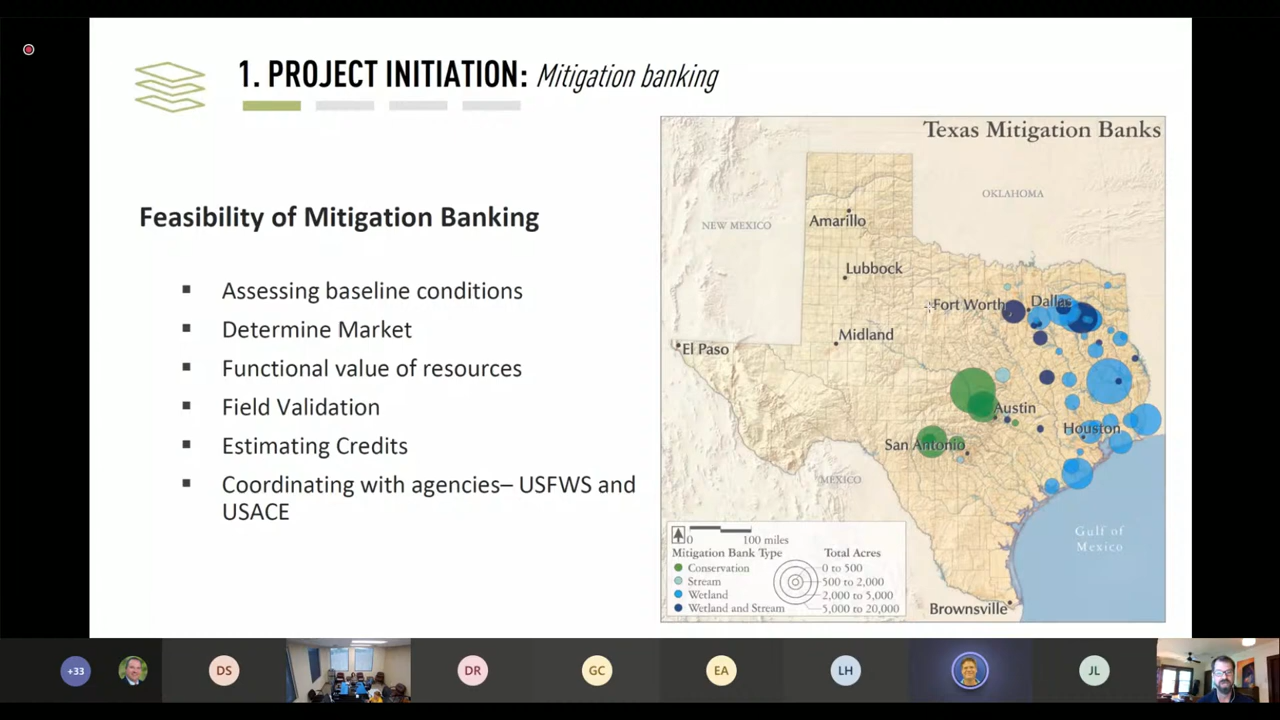 1. PROJECT INITIATION: Mitigation banking
Feasibility of Mitigation Banking
▪ Assessing baseline conditions
▪ Determine Market
▪ Functional value of resources
▪ Field Validation
▪ Estimating Credits
▪ Coordinating with agencies– USFWS and
USACE
Texas Mitigation Banks
OKLAHOMA
NEW MEXICO
Amarillo
Lubbock
Fort Worth
Dallas
Midland
El Paso
Austin
Houston
San Antonio
MEXICO
Gulf of
Mexico
Brownsville
0 100 miles
Mitigation Bank Type
Conservation
Stream
Wetland
Wetland and Stream
Total Acres
0 to 500
500 to 2,000
2,000 to 5,000
5,000 to 20,000
+33
DS
DR
GC
EA
LH
JL